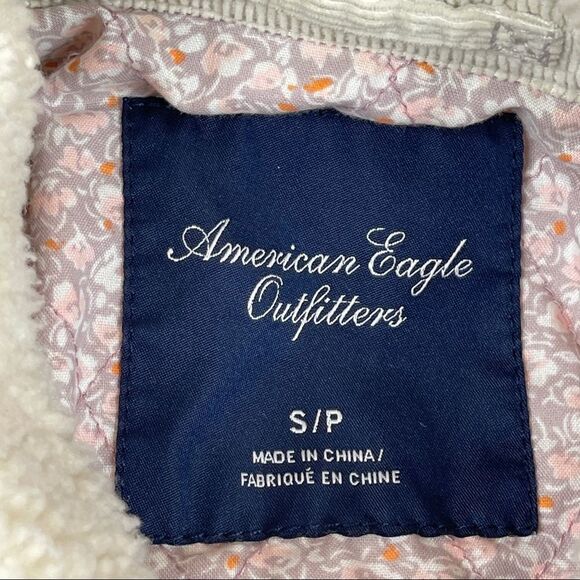 American Eagle
Outfitters
S/P
MADE IN CHINA/
FABRIQUÉ EN CHINE